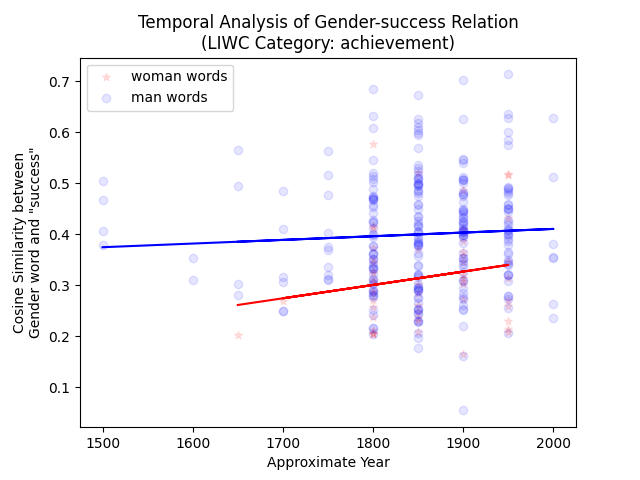 Temporal Analysis of Gender-success Relation
(LIWC Category: achievement)
woman words
man words
0.7
0.6
0.5
0.4
0.3
0.2
0.1
Cosine Similarity between
Gender word and "success"
1500 1600 1700 1800 1900 2000
Approximate Year